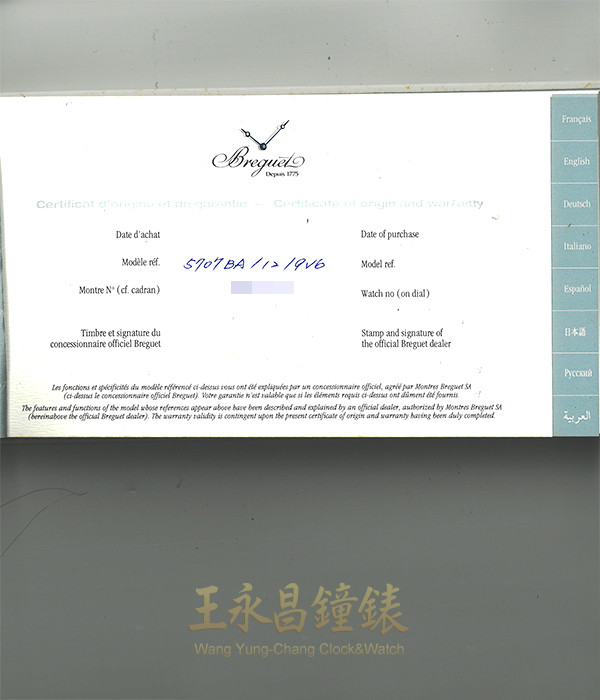 Breguet
Depuis 1775
Certificat d'origine et de garantie – Certificate of origin and warranty
Date d'achat
Date of purchase
Modèle réf.
5707BA/12/9V6
Model ref.
Montre N° (cf. cadran)
Watch no (on dial)
Timbre et signature du
concessionnaire officiel Breguet
Stamp and signature of
the official Breguet dealer
Les fonctions et spécificités du modèle référencé ci-dessus vous ont été expliquées par un concessionnaire officiel, agréé par Montres Breguet SA
(ci-dessus le concessionnaire officiel Breguet). Votre garantie n'est valable que si les éléments requis ci-dessus ont dûment été fournis.
The features and functions of the model whose references appear above have been described and explained by an official dealer, authorized by Montres Breguet SA
(hereinabove the official Breguet dealer). The warranty validity is contingent upon the present certificate of origin and warranty having been duly completed.
Français
English
Deutsch
Italiano
Español
日本語
Русский
العربية
王永昌鐘錶
Wang Yung-Chang Clock&Watch